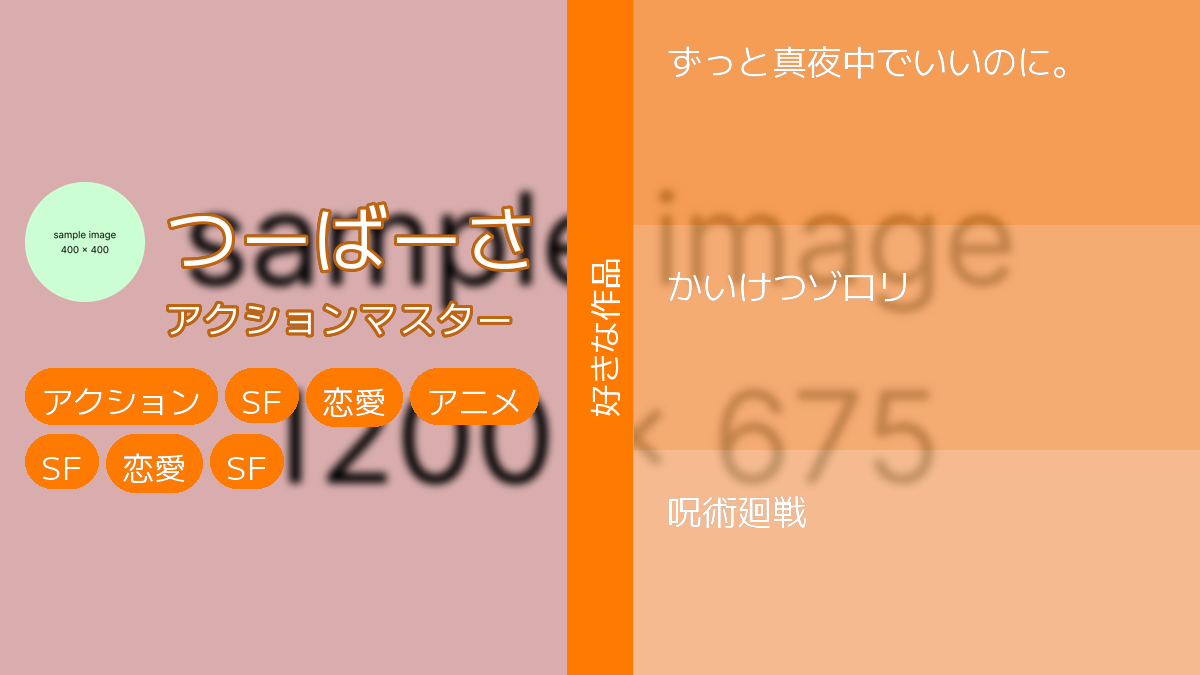 sample image
1200 × 675
sample image
400 × 400
つーばーさ
アクションマスター
アクション SF 恋愛 アニメ
SF 恋愛 SF
好きな作品
ずっと真夜中でいいのに。
かいけつゾロリ
呪術廻戦